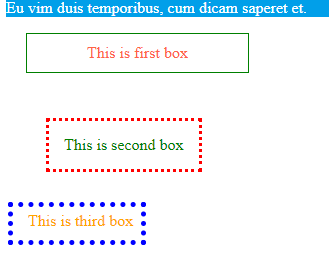 Eu vim duis temporibus, cum dicam saperet et.
This is first box
This is second box
This is third box